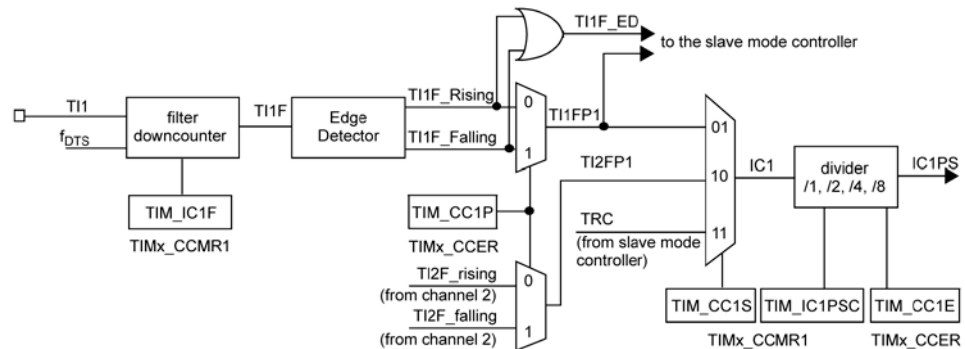 TI1F_ED
to the slave mode controller
TI1
fDTS
filter
downcounter
TI1F
Edge
Detector
TI1F_Rising
TI1F_Falling
0
1
TI1FP1
01
TI2FP1
10
IC1
divider
/1, /2, /4, /8
IC1PS
TIM_IC1F
TIMx_CCMR1
TIM_CC1P
TIMx_CCER
TRC
(from slave mode
controller)
11
TI2F_rising
(from channel 2)
TI2F_falling
(from channel 2)
0
1
TIM_CC1S
TIM_IC1PSC
TIM_CC1E
TIMx_CCMR1
TIMx_CCER